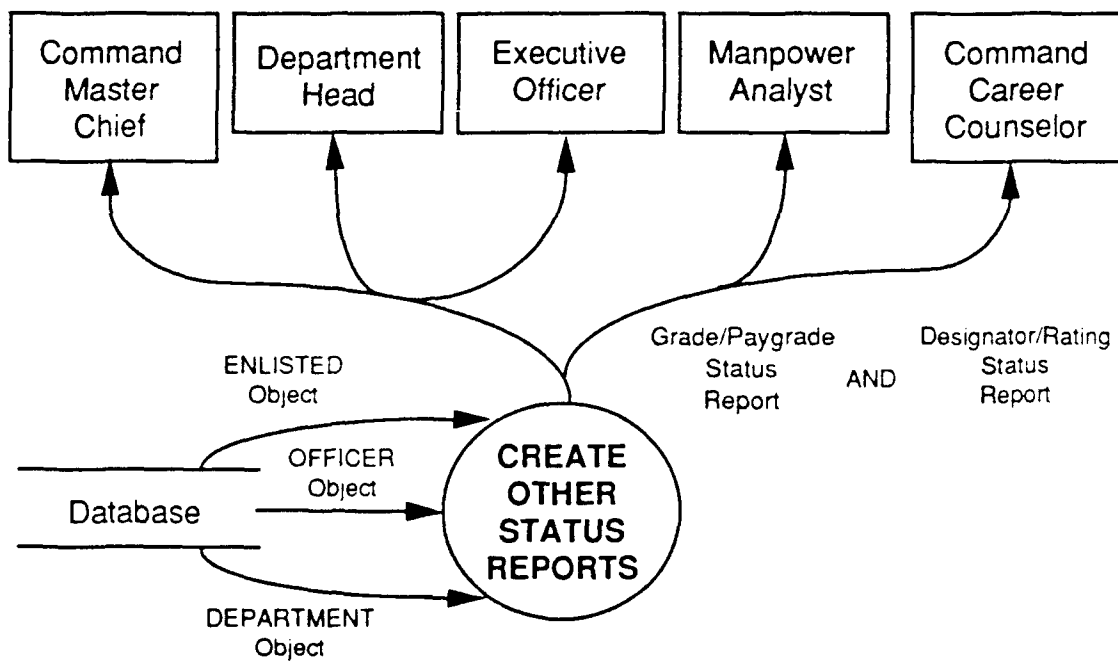 Command
Master
Chief
Department
Head
Executive
Officer
Manpower
Analyst
Command
Career
Counselor
Grade/Paygrade
Status
Report
AND
Designator/Rating
Status
Report
ENLISTED
Object
OFFICER
Object
Database
CREATE
OTHER
STATUS
REPORTS
DEPARTMENT
Object